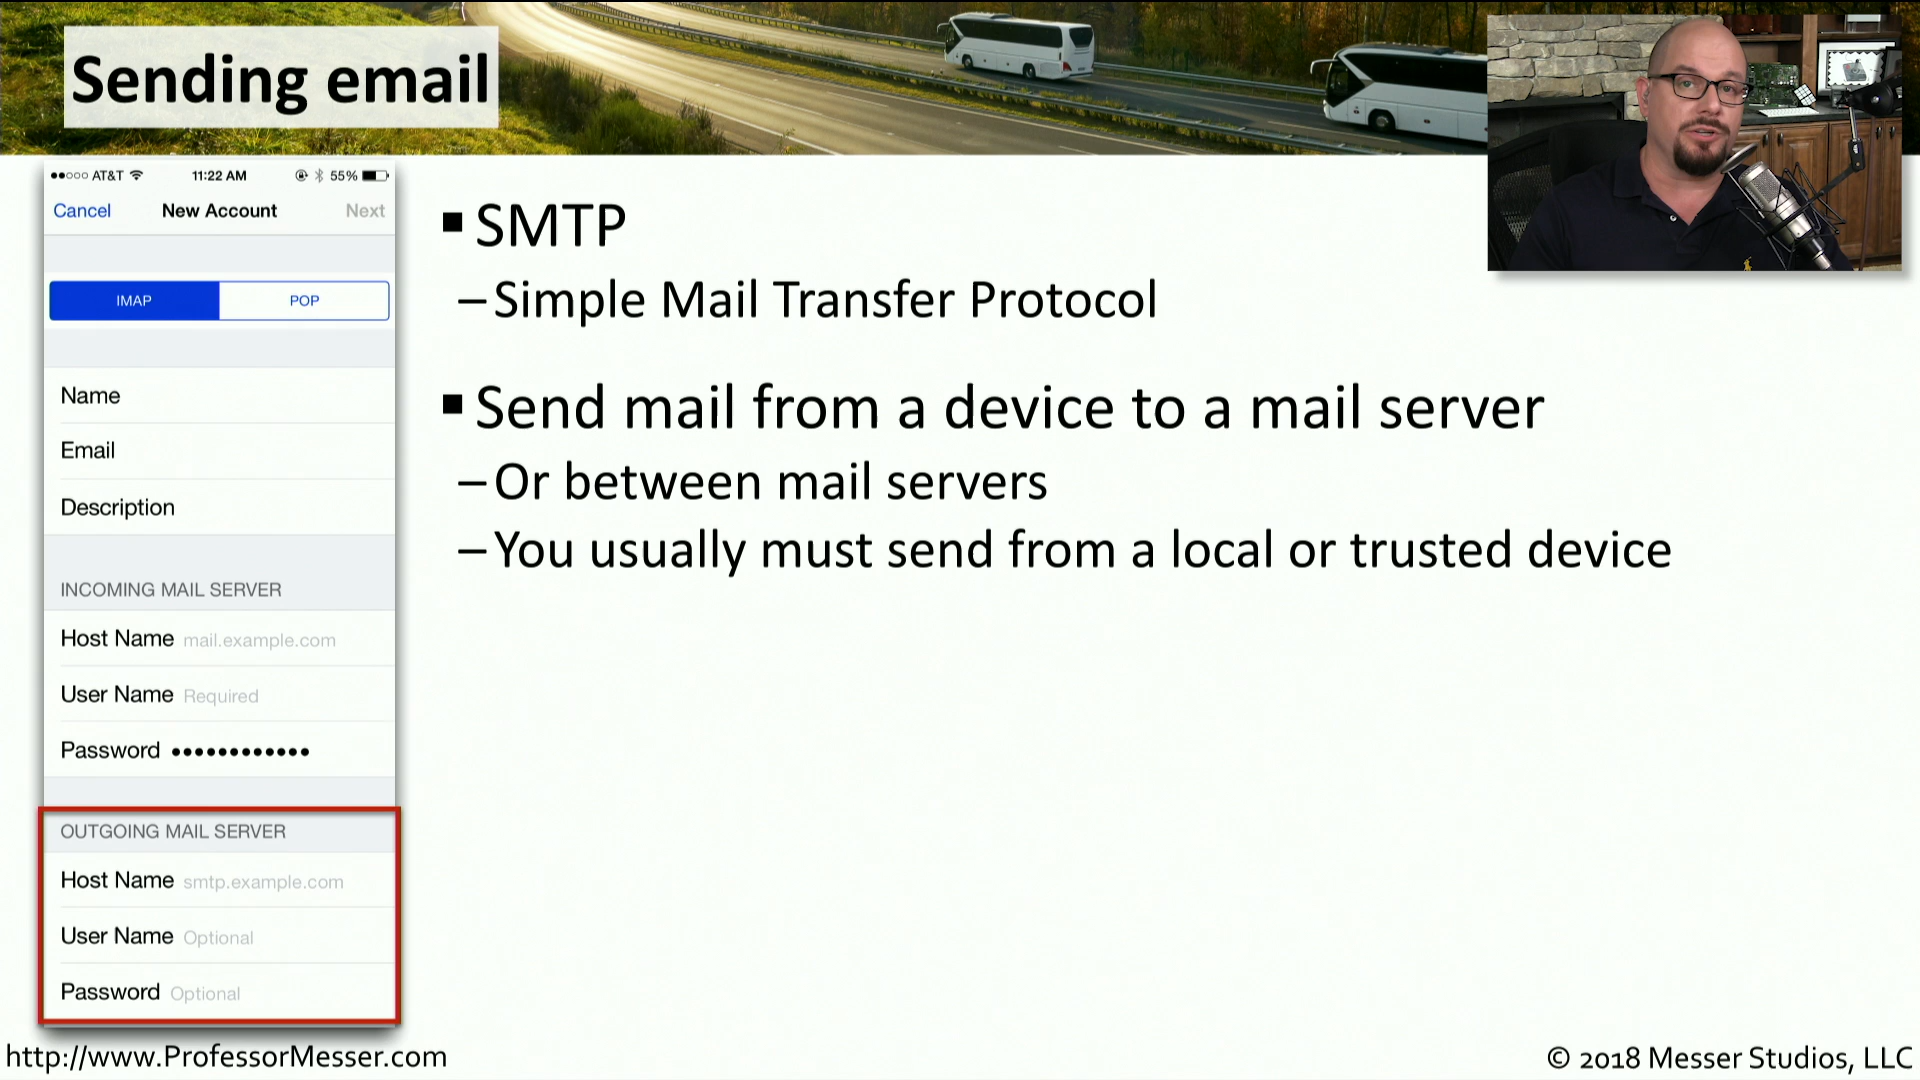 Sending email
AT&T 11:22 AM 55%
Cancel New Account Next
IMAP POP
Name
Email
Description
INCOMING MAIL SERVER
Host Name mail.example.com
User Name Required
Password ••••••••••••
OUTGOING MAIL SERVER
Host Name smtp.example.com
User Name Optional
Password Optional
▪ SMTP
– Simple Mail Transfer Protocol
▪ Send mail from a device to a mail server
– Or between mail servers
– You usually must send from a local or trusted device
http://www.ProfessorMesser.com
© 2018 Messer Studios, LLC